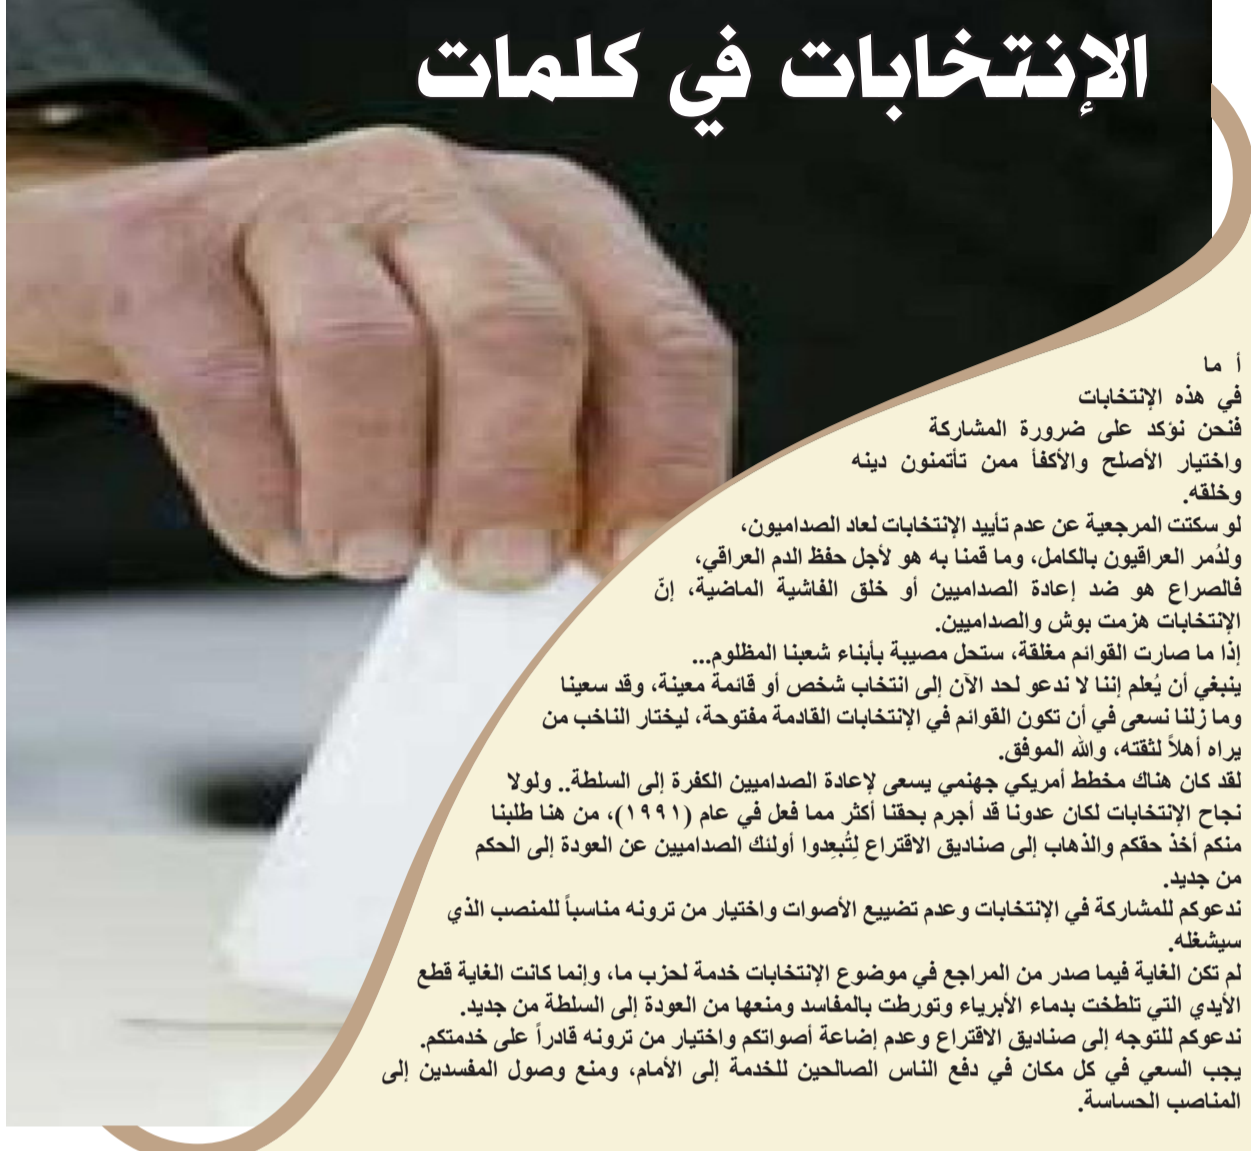 الإنتخابات في كلمات
أ ما
في هذه الإنتخابات
فنحن نؤكد على ضرورة المشاركة
واختيار الأصلح والأكفأ ممن تأتمنون دينه
وخلقه.
لو سكتت المرجعية عن عدم تأييد الإنتخابات لعاد الصداميون،
ولدُمر العراقيون بالكامل، وما قمنا به هو لأجل حفظ الدم العراقي،
فالصراع هو ضد إعادة الصداميين أو خلق الفاشية الماضية، إنّ
الإنتخابات هزمت بوش والصداميين.
إذا ما صارت القوائم مغلقة، ستحل مصيبة بأبناء شعبنا المظلوم...
ينبغي أن يُعلم إننا لا ندعو لحد الآن إلى انتخاب شخص أو قائمة معينة، وقد سعينا
وما زلنا نسعى في أن تكون القوائم في الإنتخابات القادمة مفتوحة، ليختار الناخب من
يراه أهلاً لثقته، والله الموفق.
لقد كان هناك مخطط أمريكي جهنمي يسعى لإعادة الصداميين الكفرة إلى السلطة.. ولولا
نجاح الإنتخابات لكان عدونا قد أجرم بحقنا أكثر مما فعل في عام (١٩٩١)، من هنا طلبنا
منكم أخذ حقكم والذهاب إلى صناديق الاقتراع لِتُبعِدوا أولئك الصداميين عن العودة إلى الحكم
من جديد.
ندعوكم للمشاركة في الإنتخابات وعدم تضييع الأصوات واختيار من ترونه مناسباً للمنصب الذي
سيشغله.
لم تكن الغاية فيما صدر من المراجع في موضوع الإنتخابات خدمة لحزب ما، وإنما كانت الغاية قطع
الأيدي التي تلطخت بدماء الأبرياء وتورطت بالمفاسد ومنعها من العودة إلى السلطة من جديد.
ندعوكم للتوجه إلى صناديق الاقتراع وعدم إضاعة أصواتكم واختيار من ترونه قادراً على خدمتكم.
يجب السعي في كل مكان في دفع الناس الصالحين للخدمة إلى الأمام، ومنع وصول المفسدين إلى
المناصب الحساسة.